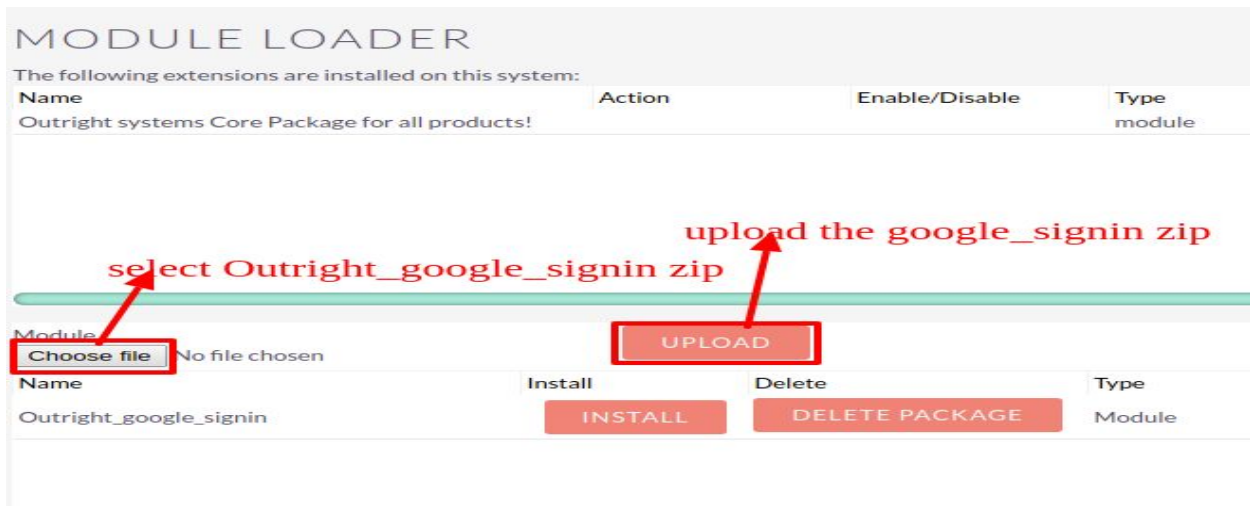 MODULE LOADER
The following extensions are installed on this system:
Name Action Enable/Disable Type
Outright systems Core Package for all products! module
upload the google_signin zip
select Outright_google_signin zip
Module
Choose file No file chosen UPLOAD
Name Install Delete Type
Outright_google_signin INSTALL DELETE PACKAGE Module